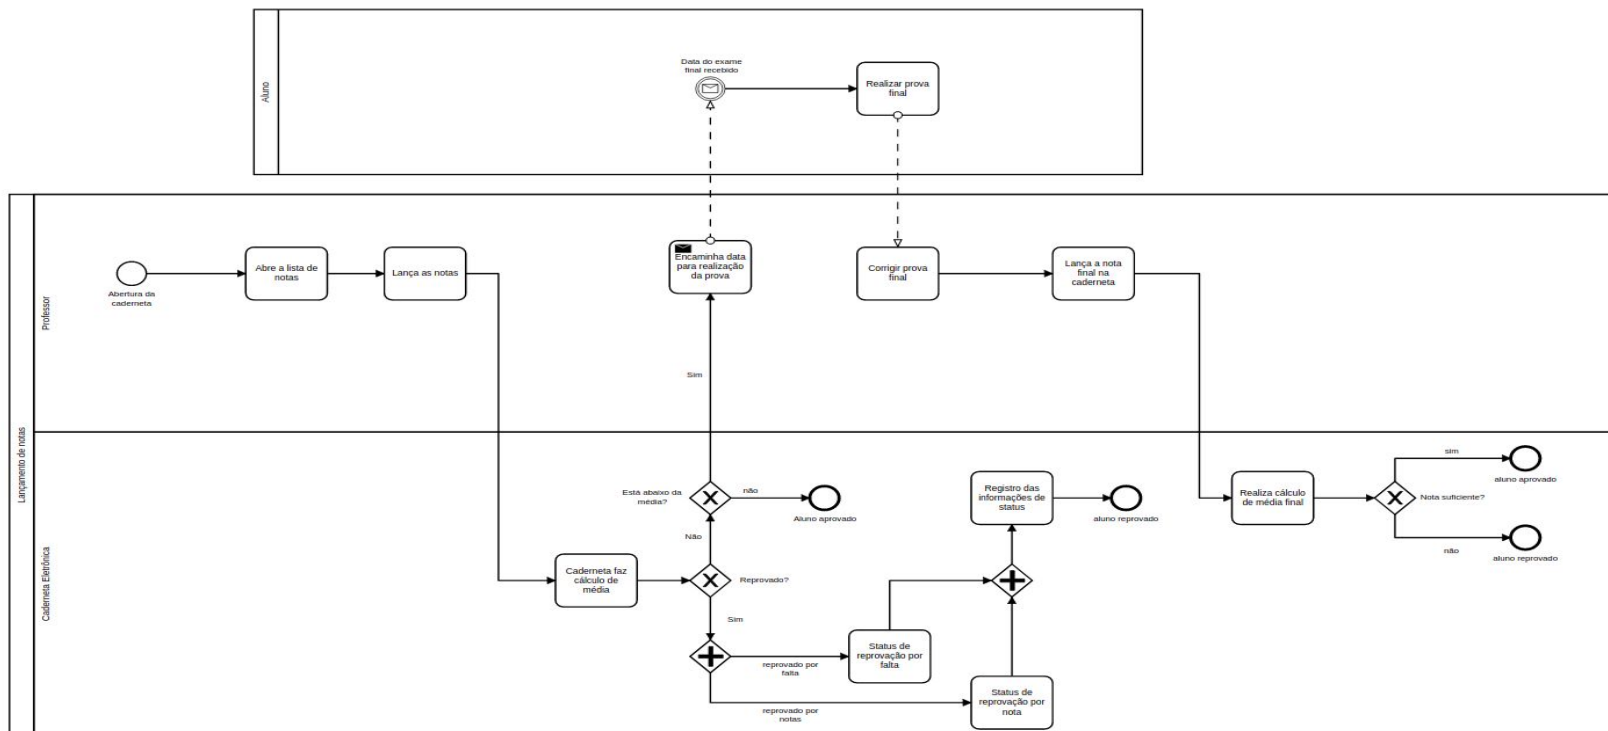 Aluno
Data do exame
final recebido
Realizar prova
final
Lançamento de notas
Professor
Abertura da
caderneta
Abre a lista de
notas
Lança as notas
Encaminha data
para realização
da prova
Corrigir prova
final
Lança a nota
final na
caderneta
Sim
Caderneta Eletrônica
Está abaixo da
média?
não
Aluno aprovado
Não
Caderneta faz
cálculo de
média
Reprovado?
Sim
reprovado por
falta
Status de
reprovação por
falta
reprovado por
notas
Status de
reprovação por
nota
Registro das
informações de
status
aluno reprovado
Realiza cálculo
de média final
Nota suficiente?
sim
aluno aprovado
não
aluno reprovado